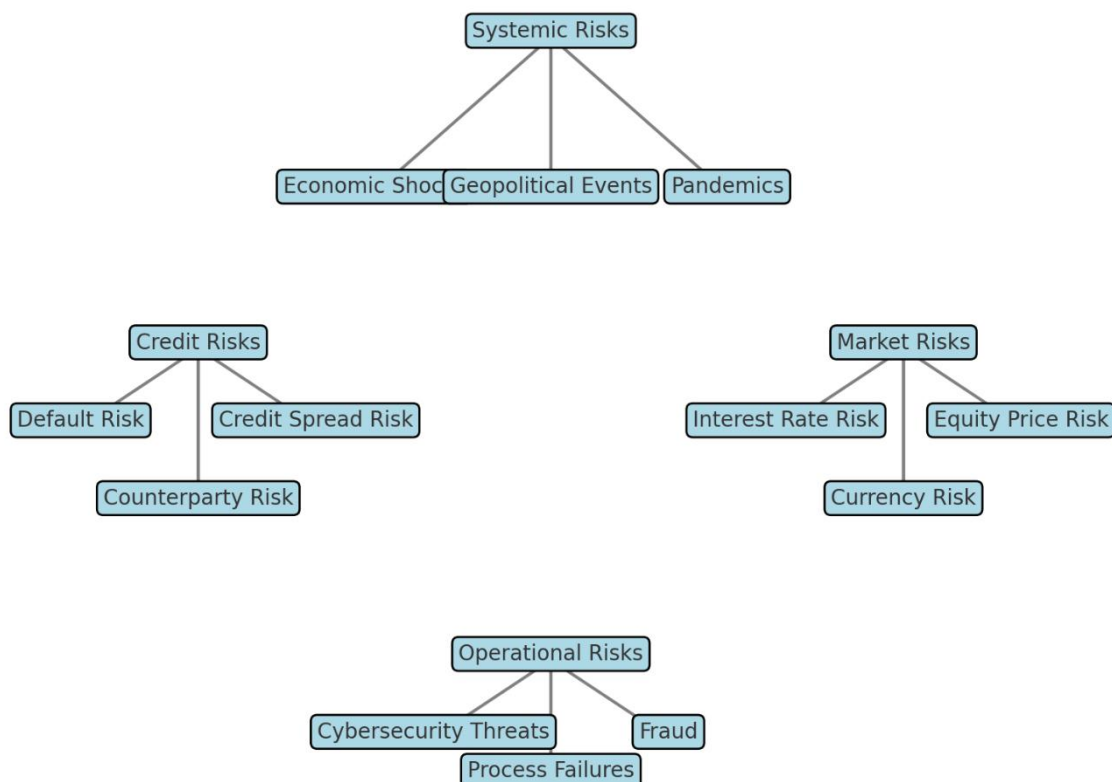 Systemic Risks
Economic Shoc
Geopolitical Events
Pandemics
Credit Risks
Market Risks
Default Risk
Credit Spread Risk
Interest Rate Risk
Equity Price Risk
Counterparty Risk
Currency Risk
Operational Risks
Cybersecurity Threats
Fraud
Process Failures